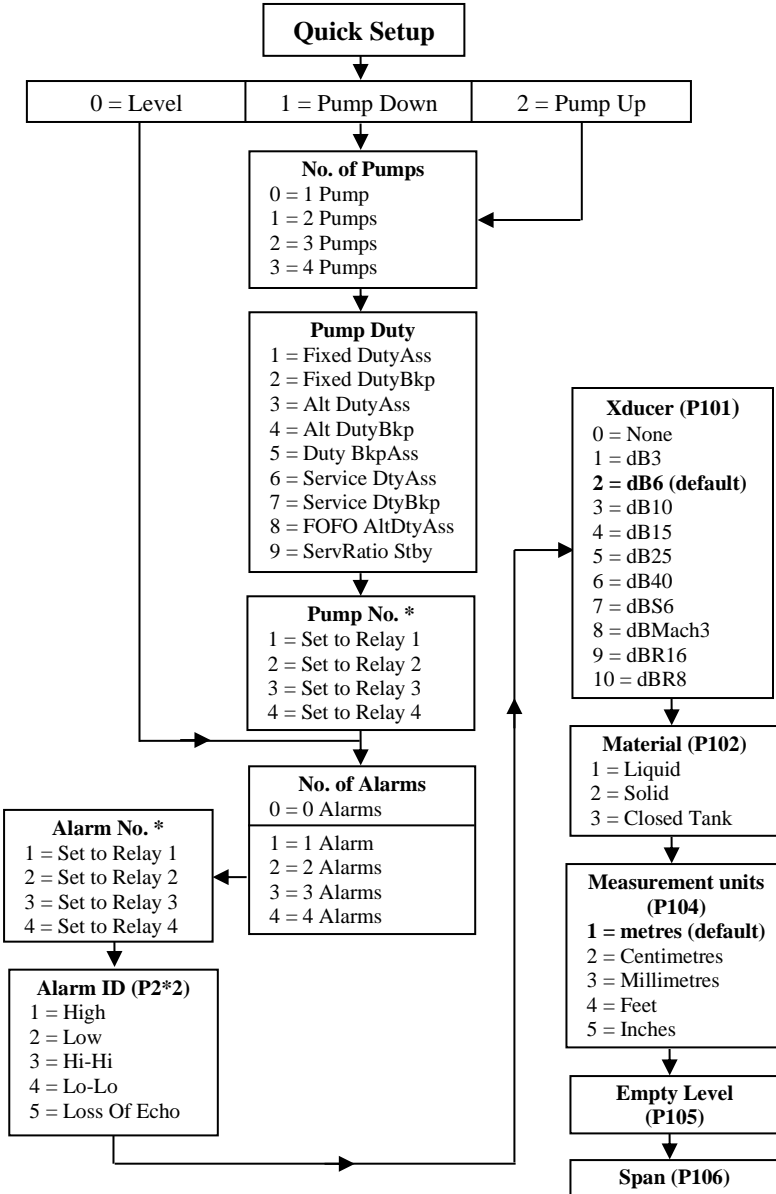 Quick Setup
0 = Level
1 = Pump Down
2 = Pump Up
No. of Pumps
0 = 1 Pump
1 = 2 Pumps
2 = 3 Pumps
3 = 4 Pumps
Pump Duty
1 = Fixed DutyAss
2 = Fixed DutyBkp
3 = Alt DutyAss
4 = Alt DutyBkp
5 = Duty BkpAss
6 = Service DtyAss
7 = Service DtyBkp
8 = FOFO AltDtyAss
9 = ServRatio Stby
Pump No. *
1 = Set to Relay 1
2 = Set to Relay 2
3 = Set to Relay 3
4 = Set to Relay 4
No. of Alarms
0 = 0 Alarms
1 = 1 Alarm
2 = 2 Alarms
3 = 3 Alarms
4 = 4 Alarms
Alarm No. *
1 = Set to Relay 1
2 = Set to Relay 2
3 = Set to Relay 3
4 = Set to Relay 4
Alarm ID (P2*2)
1 = High
2 = Low
3 = Hi-Hi
4 = Lo-Lo
5 = Loss Of Echo
Xducer (P101)
0 = None
1 = dB3
2 = dB6 (default)
3 = dB10
4 = dB15
5 = dB25
6 = dB40
7 = dBS6
8 = dBMach3
9 = dBR16
10 = dBR8
Material (P102)
1 = Liquid
2 = Solid
3 = Closed Tank
Measurement units
(P104)
1 = metres (default)
2 = Centimetres
3 = Millimetres
4 = Feet
5 = Inches
Empty Level
(P105)
Span (P106)